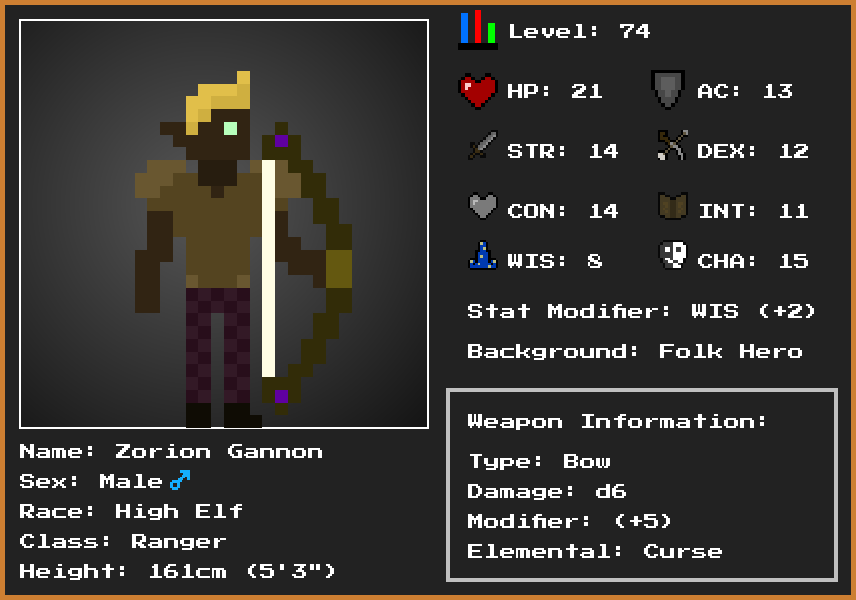 Level: 74
HP: 21
AC: 13
STR: 14
DEX: 12
CON: 14
INT: 11
WIS: 8
CHA: 15
Stat Modifier: WIS (+2)
Background: Folk Hero
Weapon Information:
Type: Bow
Damage: d6
Modifier: (+5)
Elemental: Curse
Name: Zorion Gannon
Sex: Male ♂
Race: High Elf
Class: Ranger
Height: 161cm (5'3")